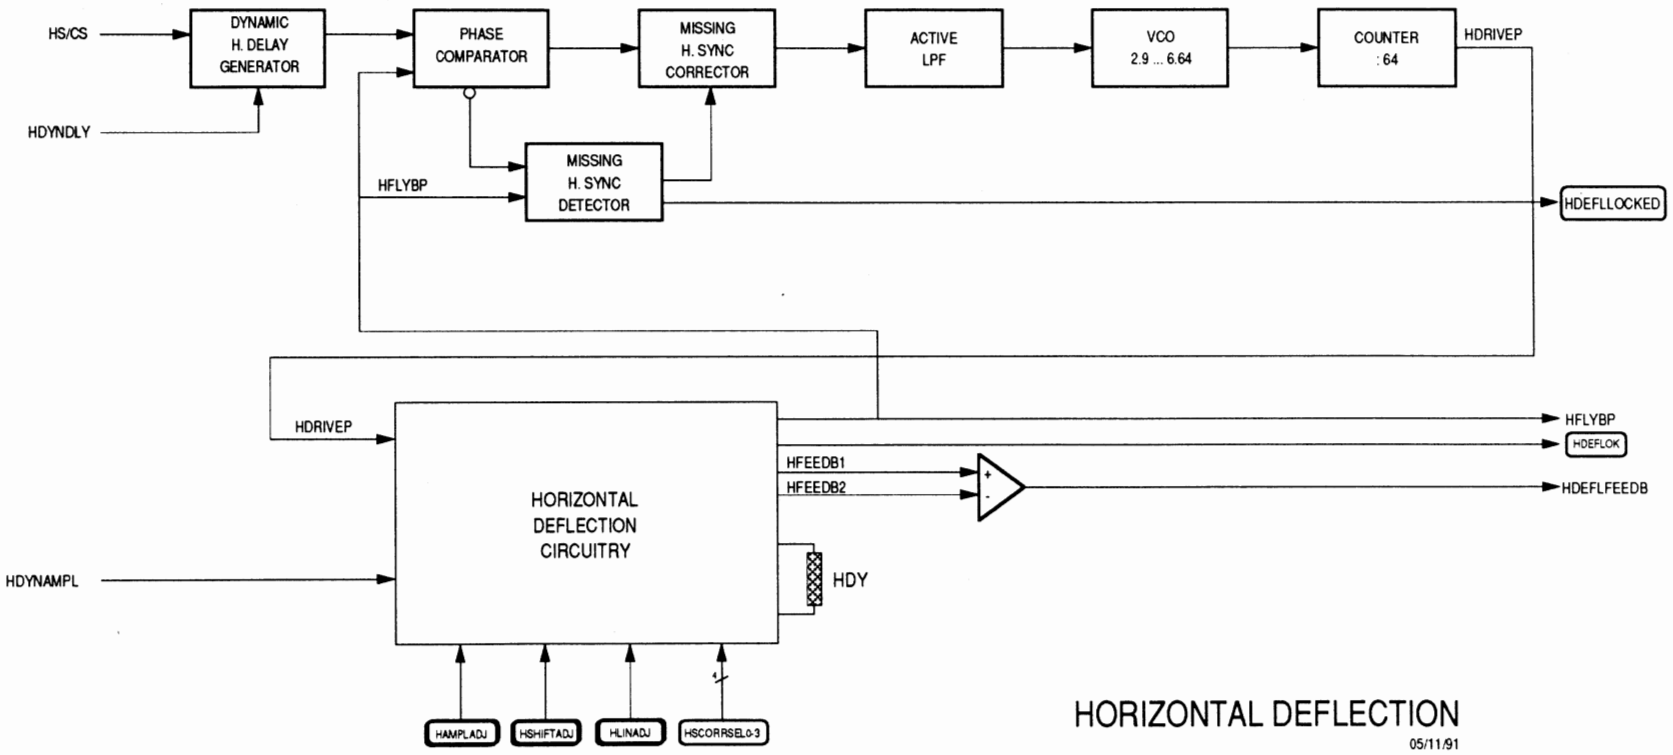 HS/CS
DYNAMIC
H. DELAY
GENERATOR
PHASE
COMPARATOR
MISSING
H. SYNC
CORRECTOR
ACTIVE
LPF
VCO
2.9 ... 6.64
COUNTER
: 64
HDRIVEP
HDYNDLY
MISSING
H. SYNC
DETECTOR
HFLYBP
HDEFLLOCKED
HDRIVEP
HFLYBP
HDEFLOK
HFEEDB1
HFEEDB2
+
-
HDEFLFEEDB
HORIZONTAL
DEFLECTION
CIRCUITRY
HDYNAMPL
HDY
4
HAMPLADJ
HSHIFTADJ
HLINADJ
HSCORRSEL0-3
HORIZONTAL DEFLECTION
05/11/91